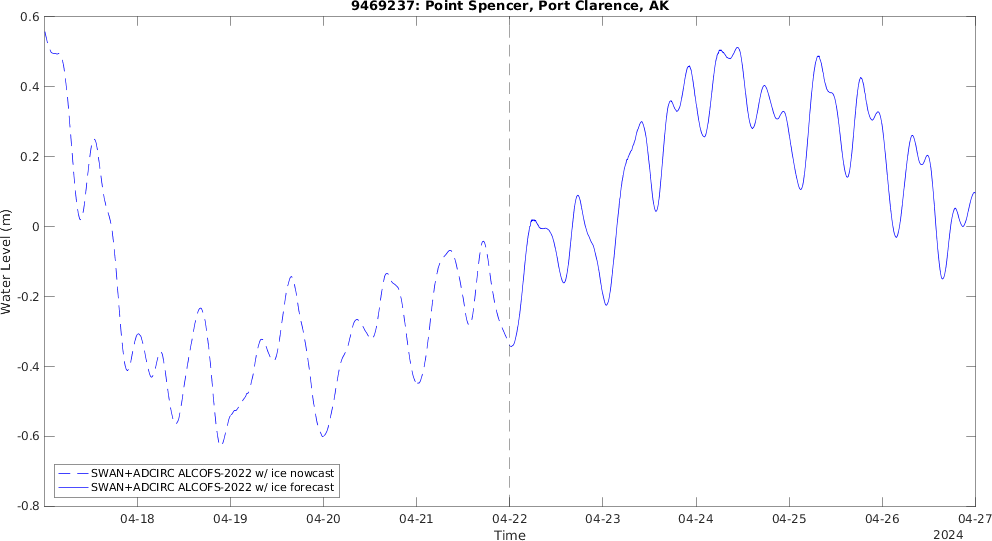 9469237: Point Spencer, Port Clarence, AK
0.6
0.4
0.2
0
-0.2
-0.4
-0.6
-0.8
Water Level (m)
SWAN+ADCIRC ALCOFS-2022 w/ ice nowcast
SWAN+ADCIRC ALCOFS-2022 w/ ice forecast
04-18 04-19 04-20 04-21 04-22 04-23 04-24 04-25 04-26 04-27
Time
2024